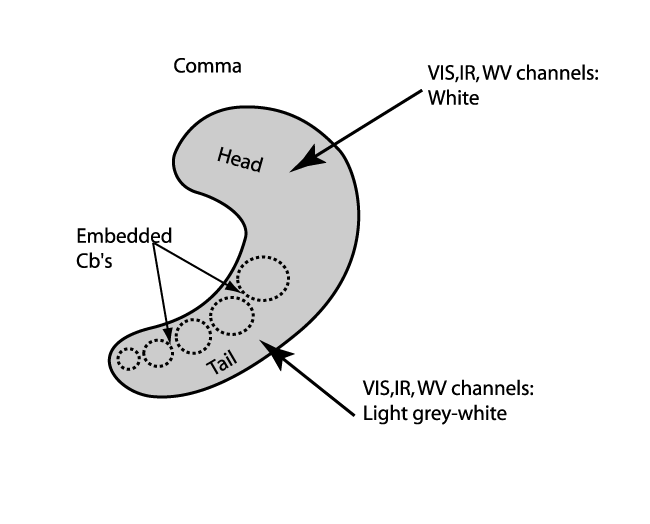 Comma
VIS,IR, WV channels:
White
Head
Embedded
Cb's
Tail
VIS,IR, WV channels:
Light grey-white